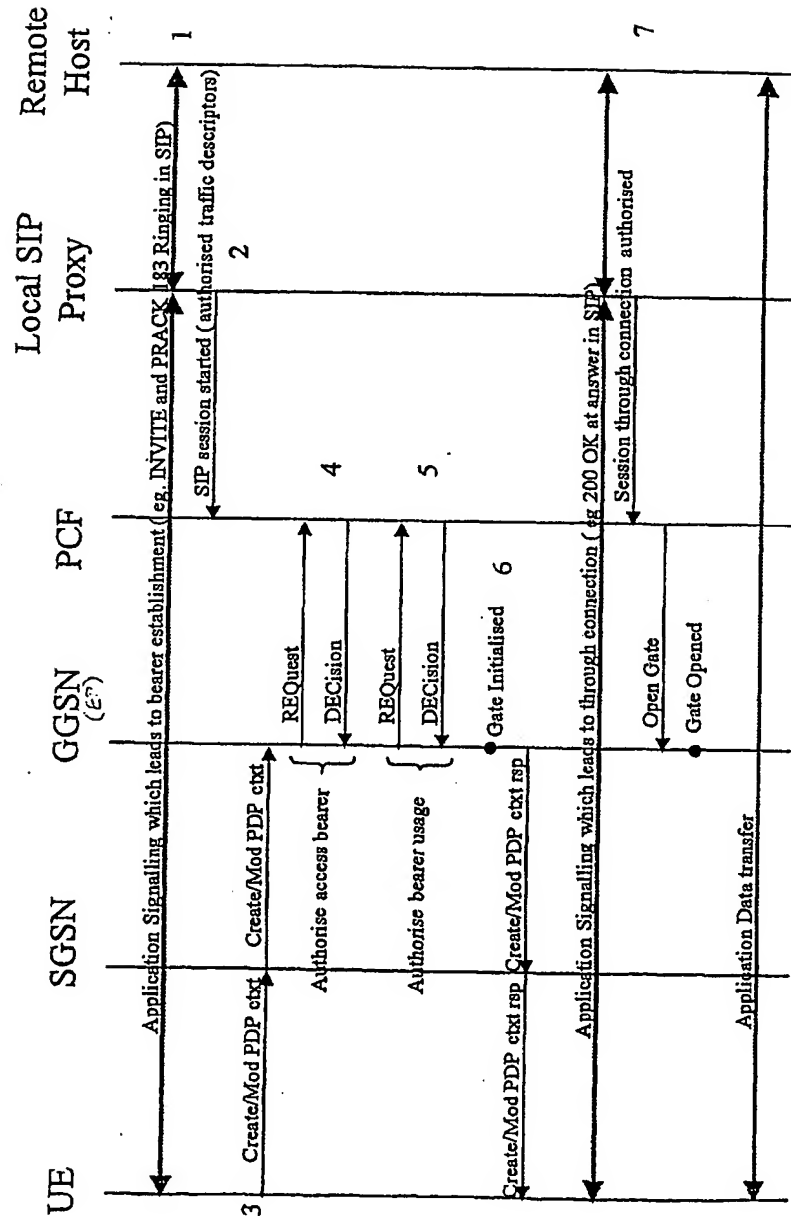 UE
SGSN
GGSN
(EP)
PCF
Local SIP
Proxy
Remote
Host
Application Signalling which leads to bearer establishment ( eg. INVITE and PRACK 183 Ringing in SIP)
1
SIP session started ( authorised traffic descriptors)
2
3
Create/Mod PDP ctxt
Create/Mod PDP ctxt
REQuest
Authorise access bearer
DECision
4
REQuest
Authorise bearer usage
DECision
5
Gate Initialised
6
Create/Mod PDP ctxt rsp
Create/Mod PDP ctxt rsp
Application Signalling which leads to through connection ( eg 200 OK at answer in SIP)
7
Session through connection authorised
Open Gate
Gate Opened
Application Data transfer